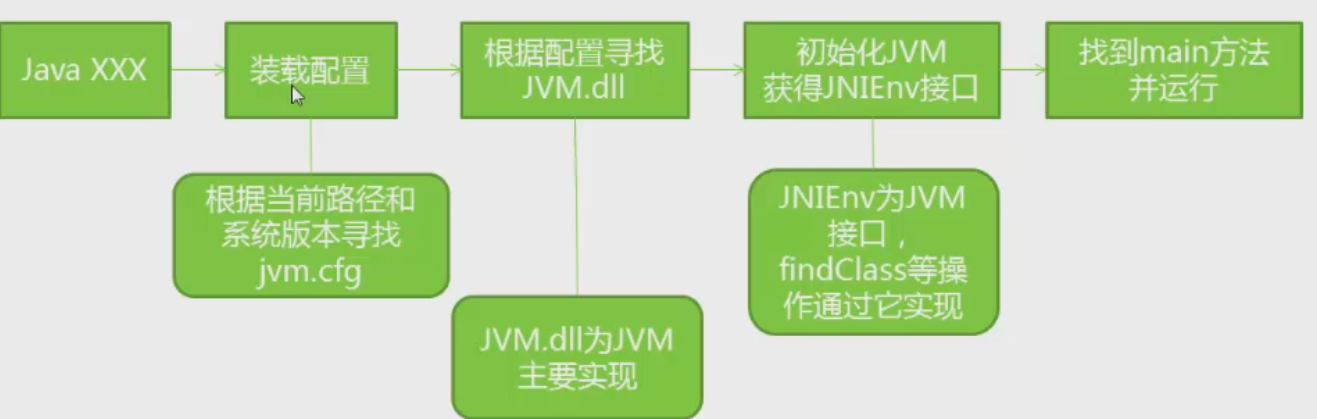 Java XXX
装载配置
根据配置寻找
JVM.dll
初始化JVM
获得JNIEnv接口
找到main方法
并运行
根据当前路径和
系统版本寻找
jvm.cfg
JVM.dll为JVM
主要实现
JNIEnv为JVM
接口，
findClass等操
作通过它实现